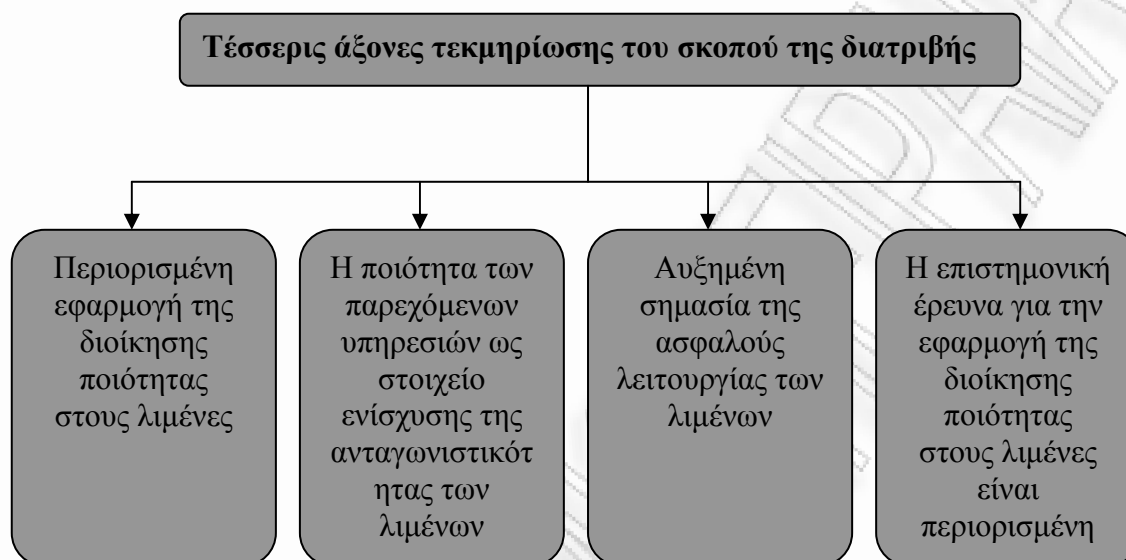 Τέσσερις άξονες τεκμηρίωσης του σκοπού της διατριβής
Περιορισμένη
εφαρμογή της
διοίκησης
ποιότητας
στους λιμένες
Η ποιότητα των
παρεχόμενων
υπηρεσιών ως
στοιχείο
ενίσχυσης της
ανταγωνιστικότ
ητας των
λιμένων
Αυξημένη
σημασία της
ασφαλούς
λειτουργίας των
λιμένων
Η επιστημονική
έρευνα για την
εφαρμογή της
διοίκησης
ποιότητας
στους λιμένες
είναι
περιορισμένη